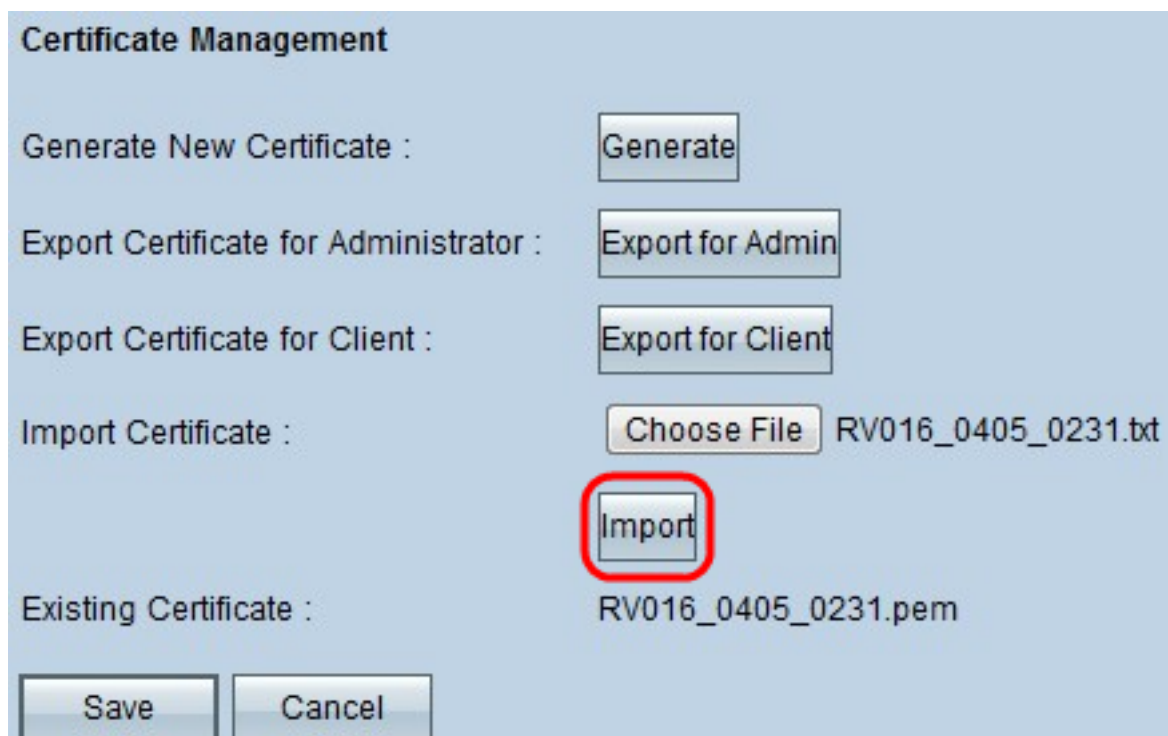 Certificate Management
Generate New Certificate : Generate
Export Certificate for Administrator : Export for Admin
Export Certificate for Client : Export for Client
Import Certificate : Choose File RV016_0405_0231.txt
Import
Existing Certificate : RV016_0405_0231.pem
Save Cancel